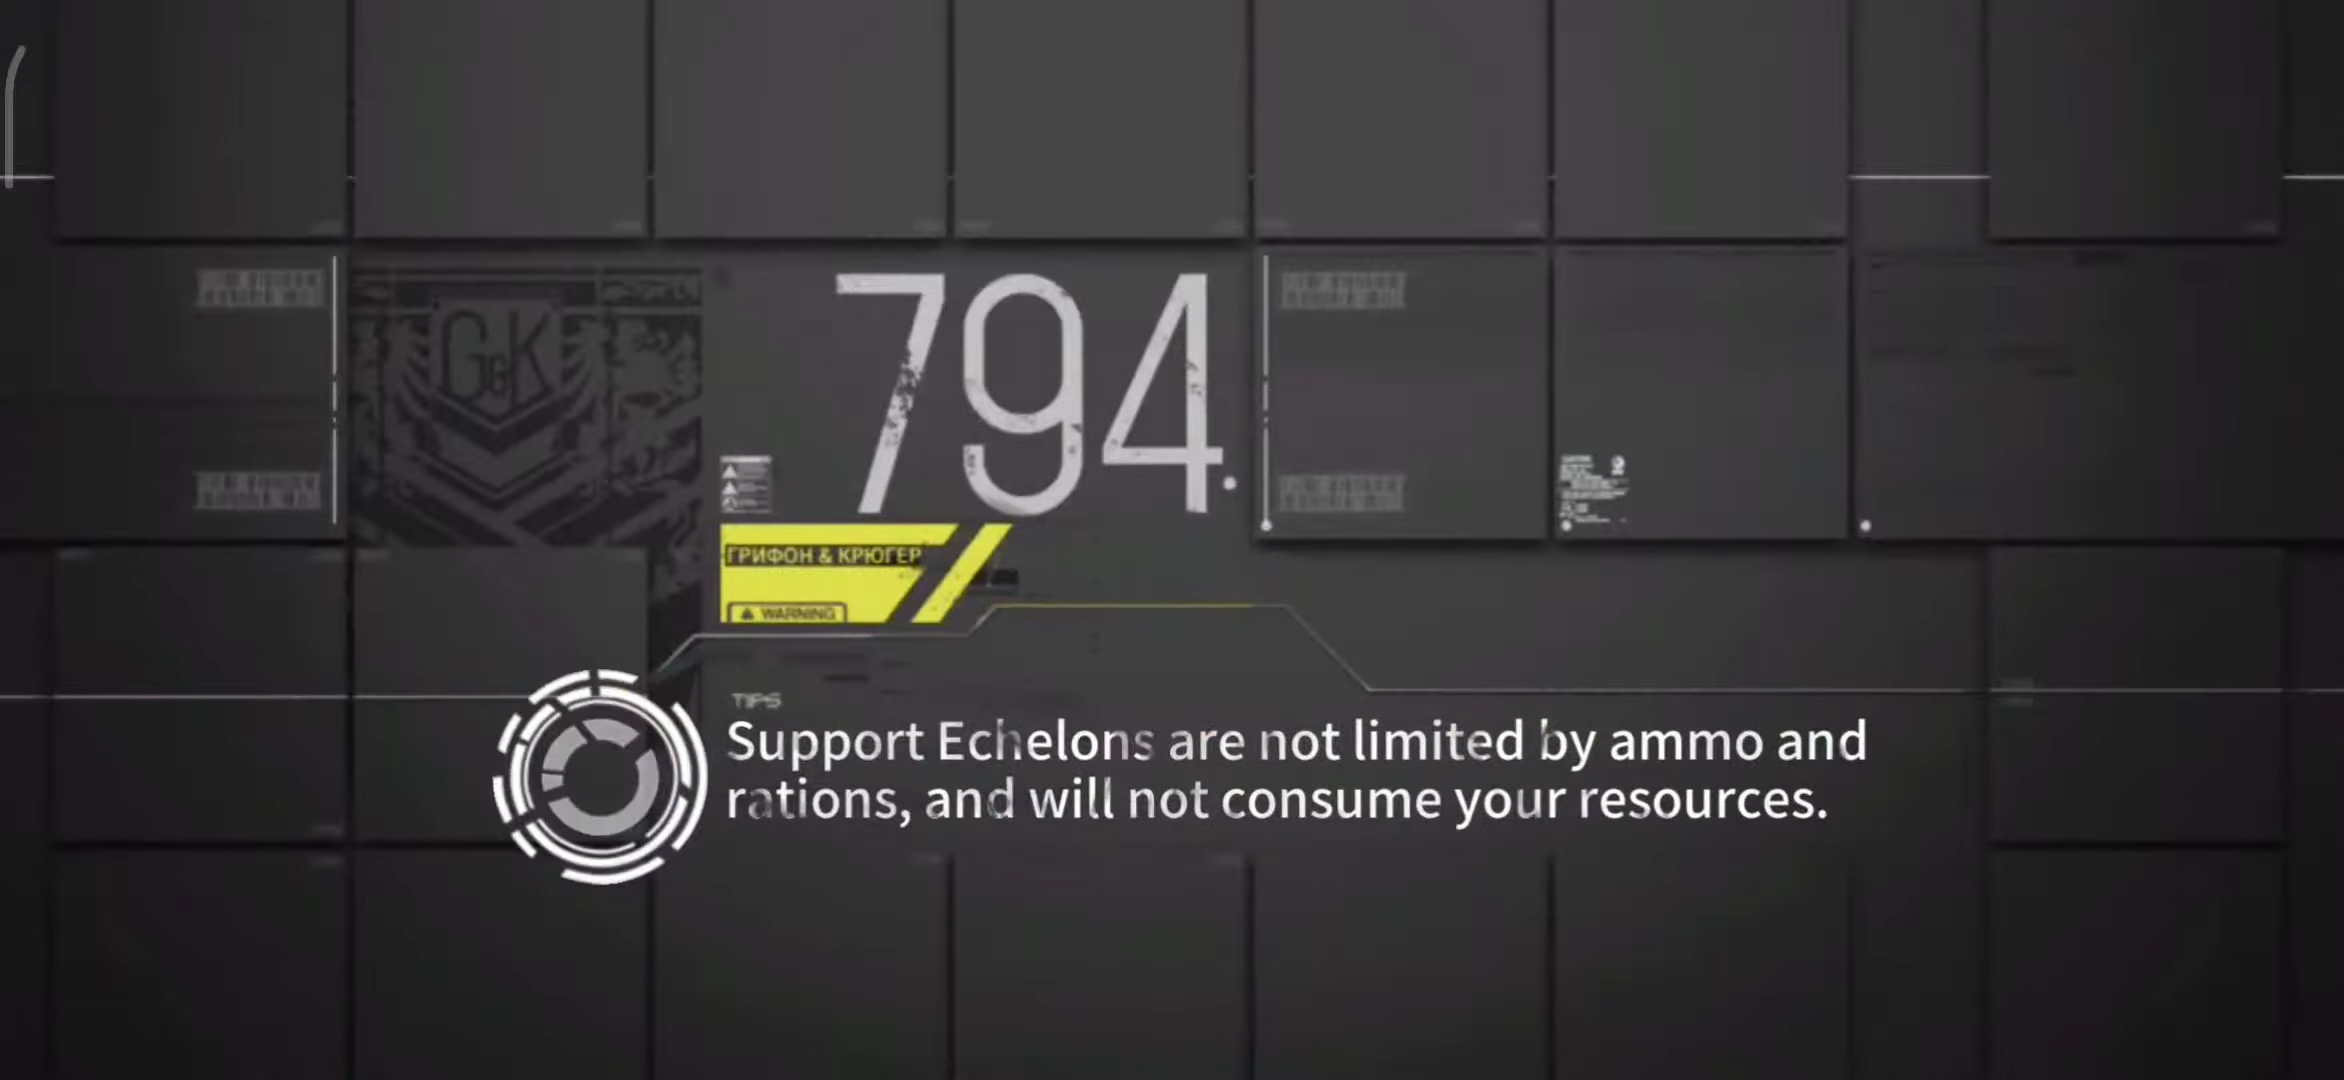 G&K
794.
ГРИФОН & КРЮГЕР
WARNING
TIPS
Support Echelons are not limited by ammo and
rations, and will not consume your resources.